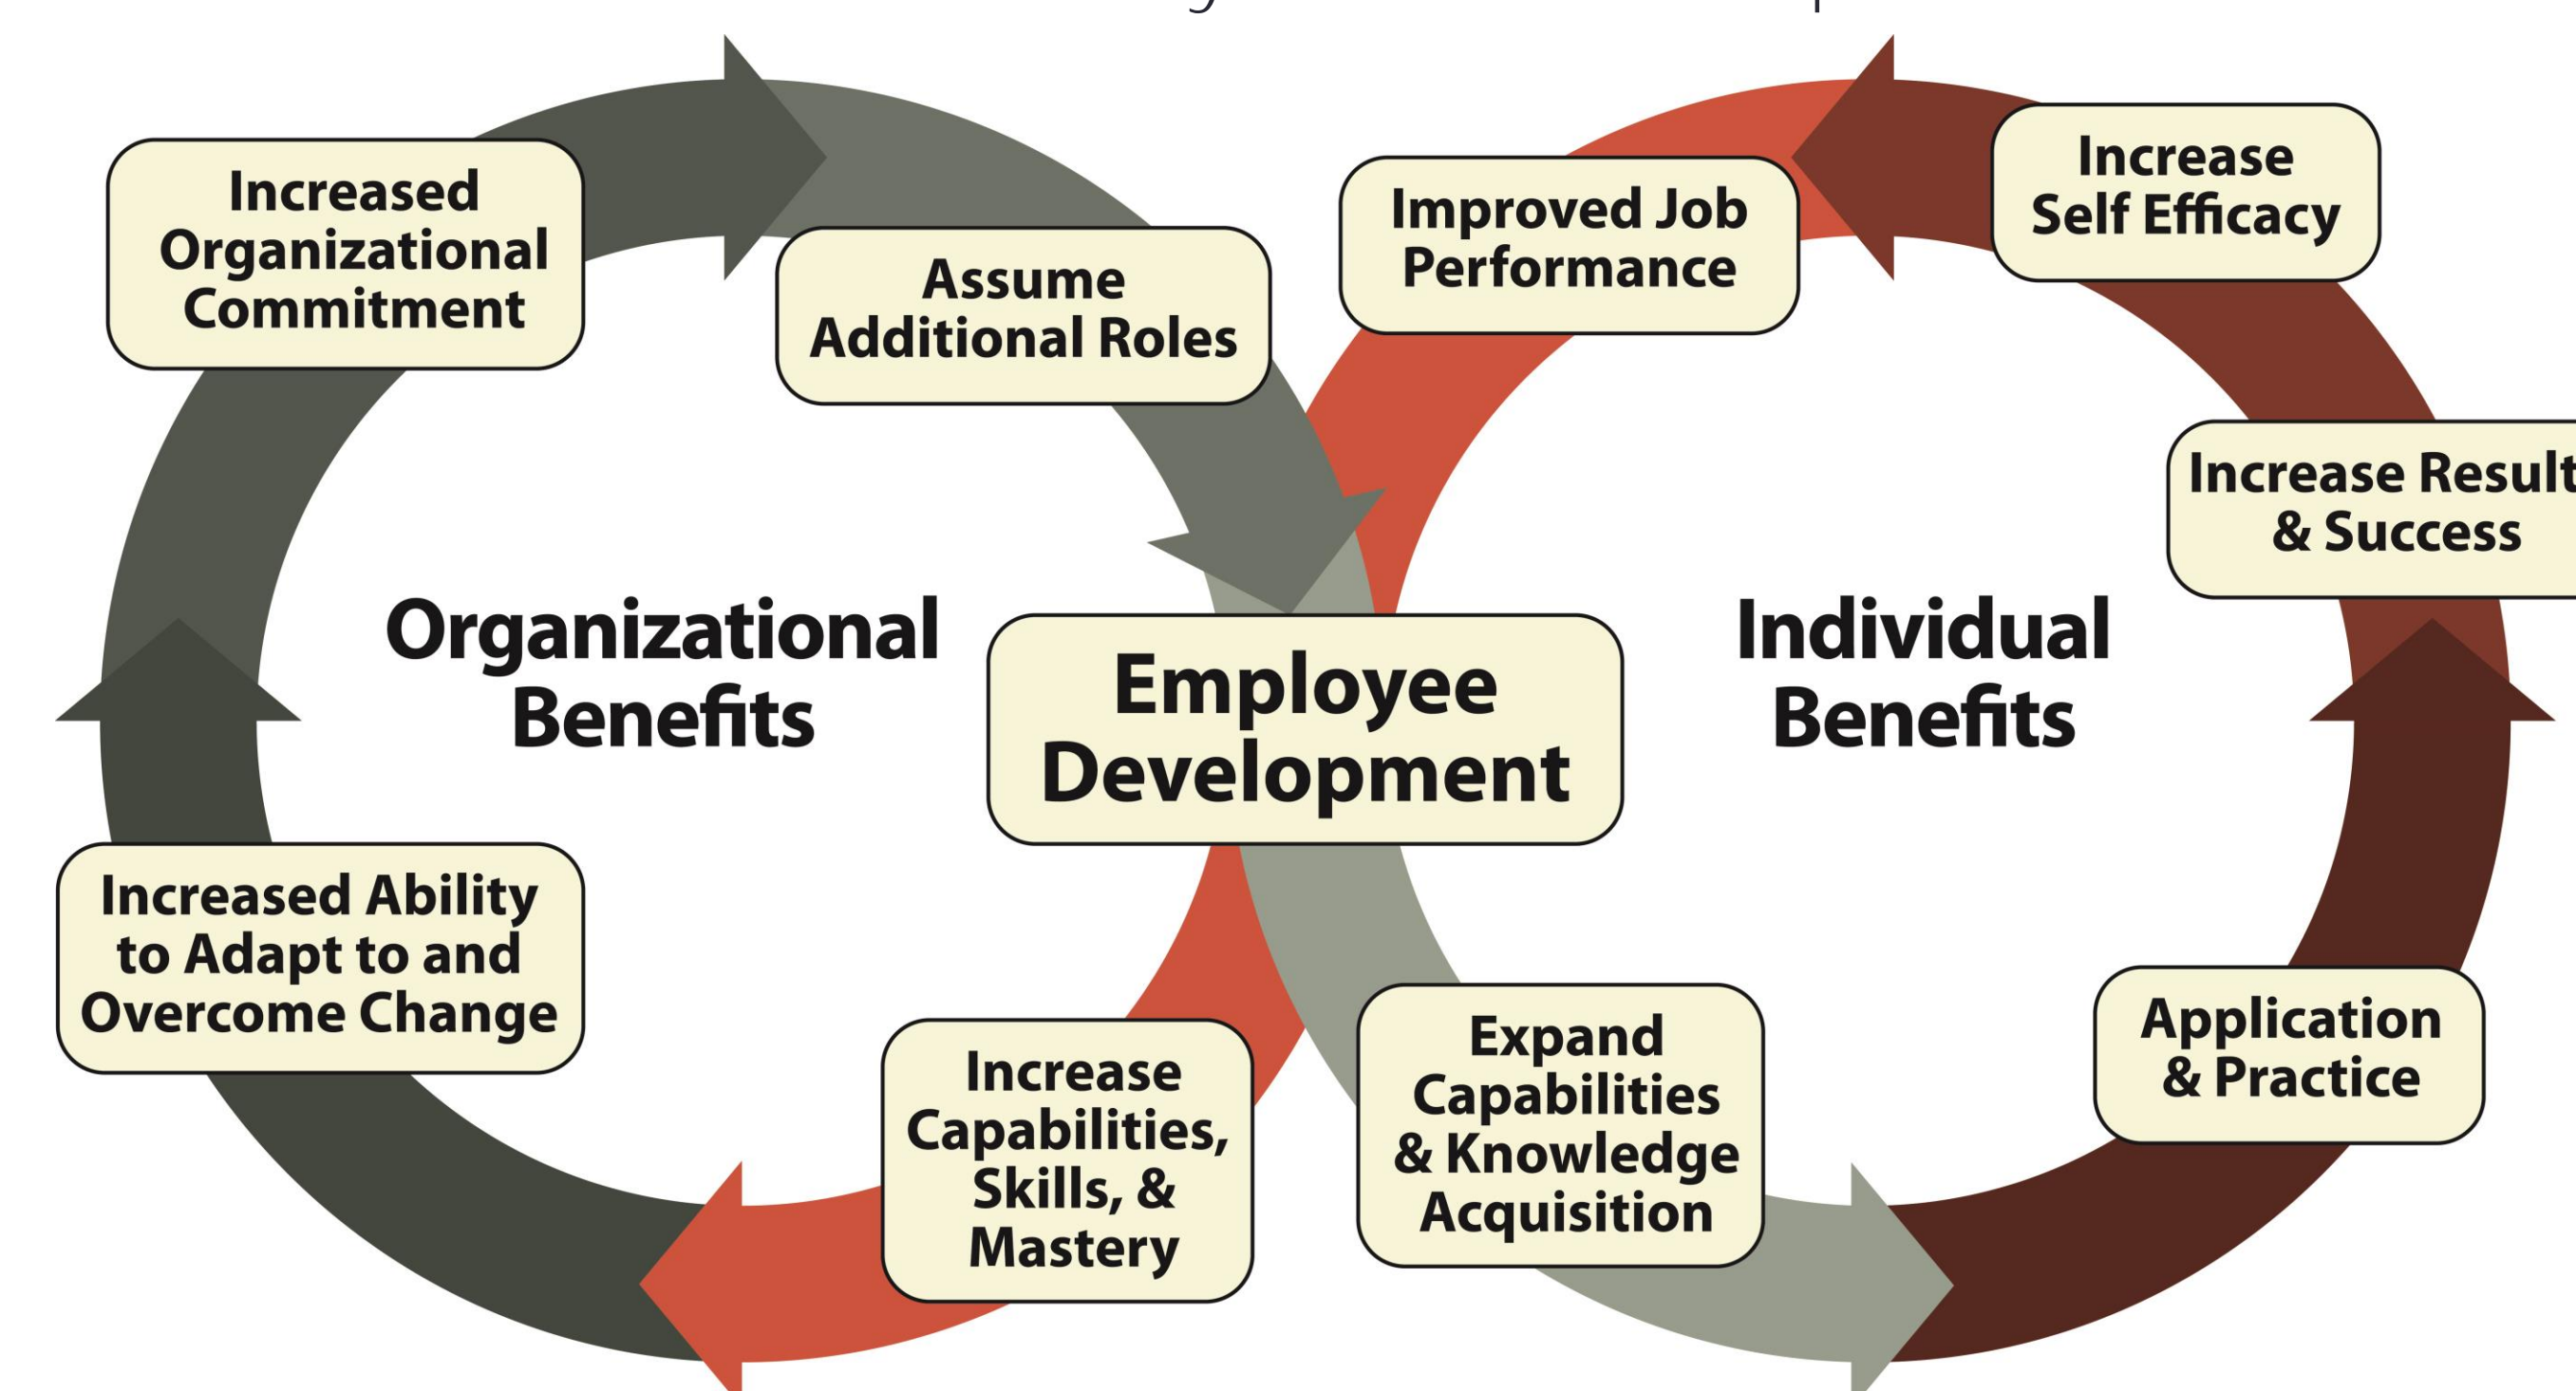 Increased
Organizational
Commitment
Assume
Additional Roles
Improved Job
Performance
Increase
Self Efficacy
Increase Result
& Success
Organizational
Benefits
Employee
Development
Individual
Benefits
Increased Ability
to Adapt to and
Overcome Change
Increase
Capabilities,
Skills, &
Mastery
Expand
Capabilities
& Knowledge
Acquisition
Application
& Practice